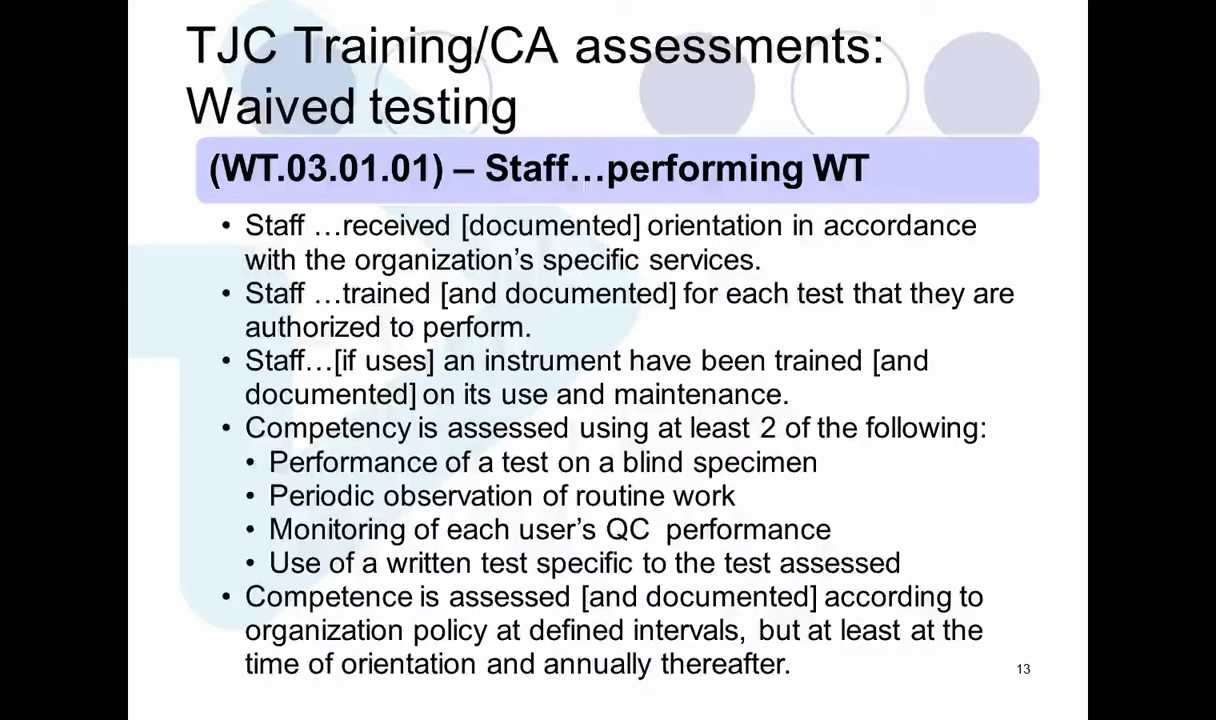 TJC Training/CA assessments:
Waived testing
(WT.03.01.01) – Staff…performing WT
• Staff …received [documented] orientation in accordance
with the organization's specific services.
• Staff …trained [and documented] for each test that they are
authorized to perform.
• Staff…[if uses] an instrument have been trained [and
documented] on its use and maintenance.
• Competency is assessed using at least 2 of the following:
• Performance of a test on a blind specimen
• Periodic observation of routine work
• Monitoring of each user's QC  performance
• Use of a written test specific to the test assessed
• Competence is assessed [and documented] according to
organization policy at defined intervals, but at least at the
time of orientation and annually thereafter.
13